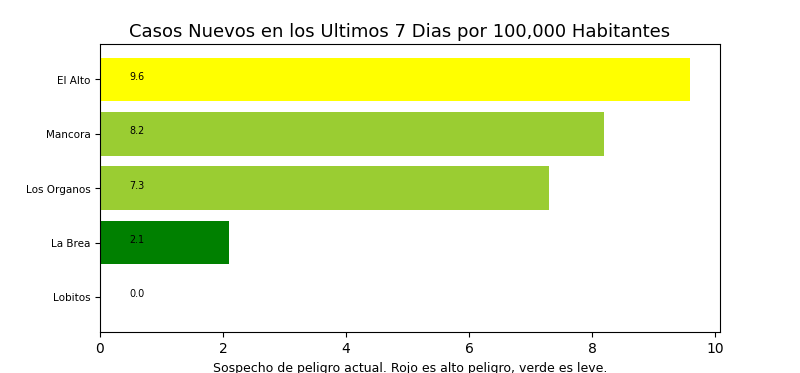 Casos Nuevos en los Ultimos 7 Dias por 100,000 Habitantes
El Alto 9.6
Mancora 8.2
Los Organos 7.3
La Brea 2.1
Lobitos 0.0
0 2 4 6 8 10
Sospecho de peligro actual. Rojo es alto peligro, verde es leve.